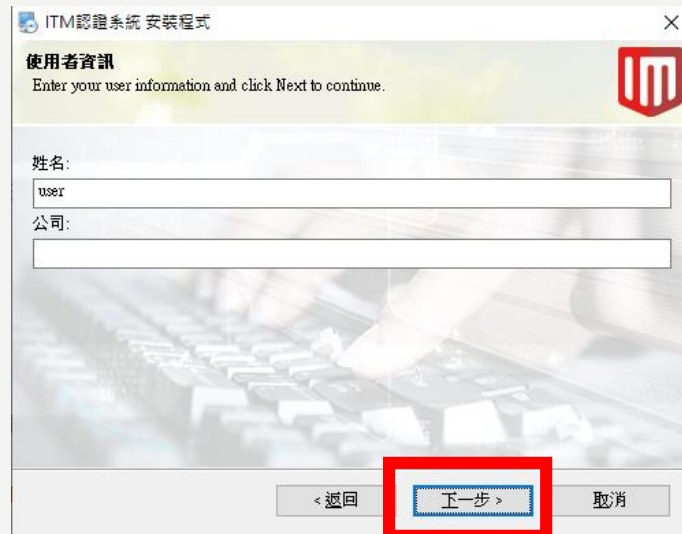 ITM認證系統 安裝程式
使用者資訊
Enter your user information and click Next to continue.
姓名:
user
公司:
<返回 下一步> 取消